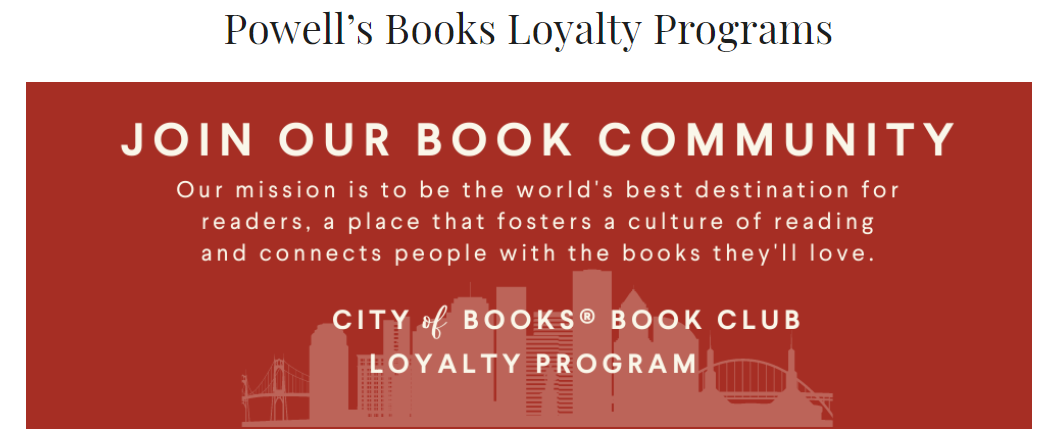 Powell’s Books Loyalty Programs
JOIN OUR BOOK COMMUNITY
Our mission is to be the world's best destination for
readers, a place that fosters a culture of reading
and connects people with the books they'll love.
CITY of BOOKS® BOOK CLUB
LOYALTY PROGRAM